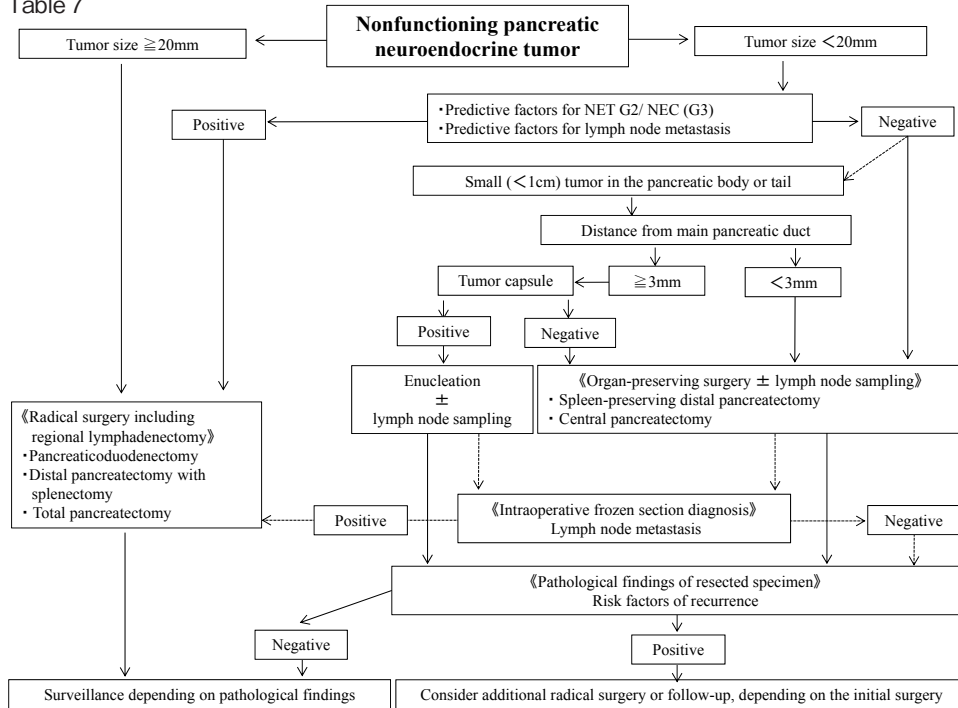 Table 7
Nonfunctioning pancreatic
neuroendocrine tumor
Tumor size ≧20mm
Tumor size <20mm
・Predictive factors for NET G2/ NEC (G3)
・Predictive factors for lymph node metastasis
Positive
Negative
Small (<1cm) tumor in the pancreatic body or tail
Distance from main pancreatic duct
Tumor capsule
≧3mm
<3mm
Positive
Negative
Enucleation
±
lymph node sampling
《Organ-preserving surgery ± lymph node sampling》
・Spleen-preserving distal pancreatectomy
・Central pancreatectomy
《Radical surgery including
regional lymphadenectomy》
・Pancreaticoduodenectomy
・Distal pancreatectomy with
splenectomy
・Total pancreatectomy
Positive
《Intraoperative frozen section diagnosis》
Lymph node metastasis
Negative
《Pathological findings of resected specimen》
Risk factors of recurrence
Negative
Positive
Surveillance depending on pathological findings
Consider additional radical surgery or follow-up, depending on the initial surgery